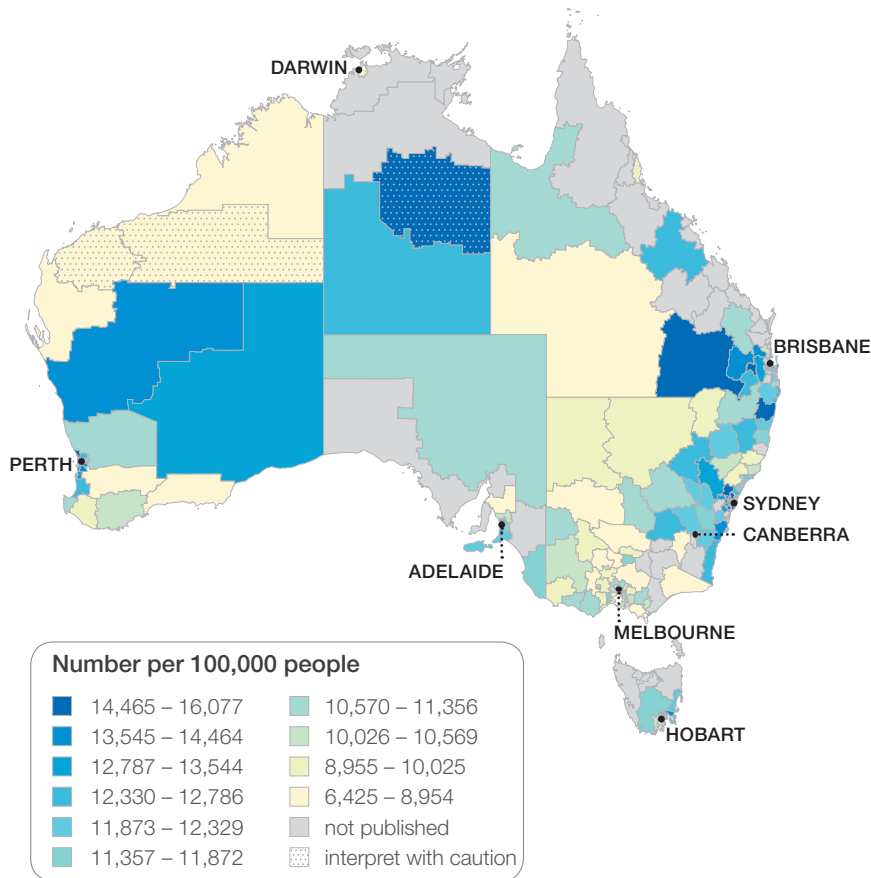 DARWIN
BRISBANE
PERTH
SYDNEY
CANBERRA
ADELAIDE
MELBOURNE
HOBART
Number per 100,000 people
14,465 – 16,077
13,545 – 14,464
12,787 – 13,544
12,330 – 12,786
11,873 – 12,329
11,357 – 11,872
10,570 – 11,356
10,026 – 10,569
8,955 – 10,025
6,425 – 8,954
not published
interpret with caution